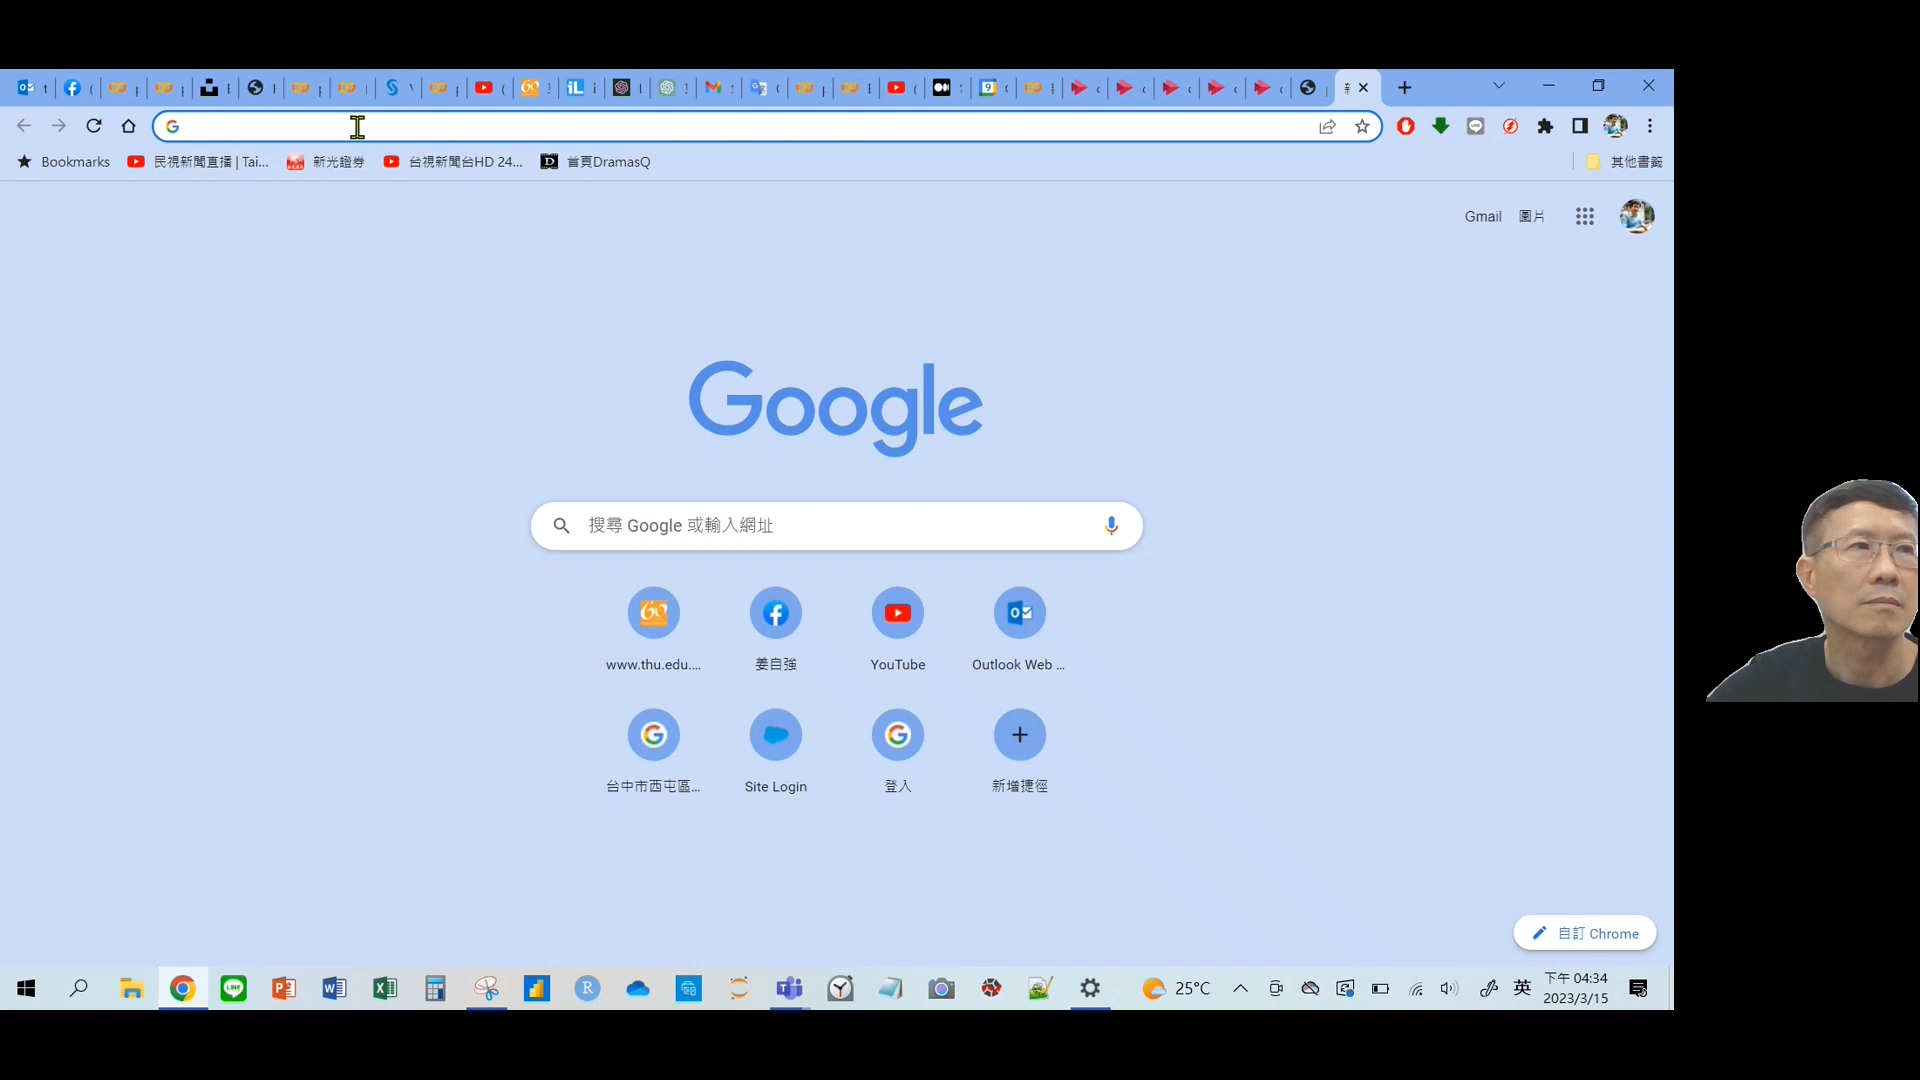 Bookmarks
民視新聞直播 | Tai...
新光證券
台視新聞台HD 24...
首頁DramasQ
其他書籤
Gmail
圖片
Google
搜尋 Google 或輸入網址
www.thu.edu....
姜自強
YouTube
Outlook Web ...
台中市西屯區...
Site Login
登入
新增捷徑
自訂 Chrome
25°C
英
下午 04:34
2023/3/15